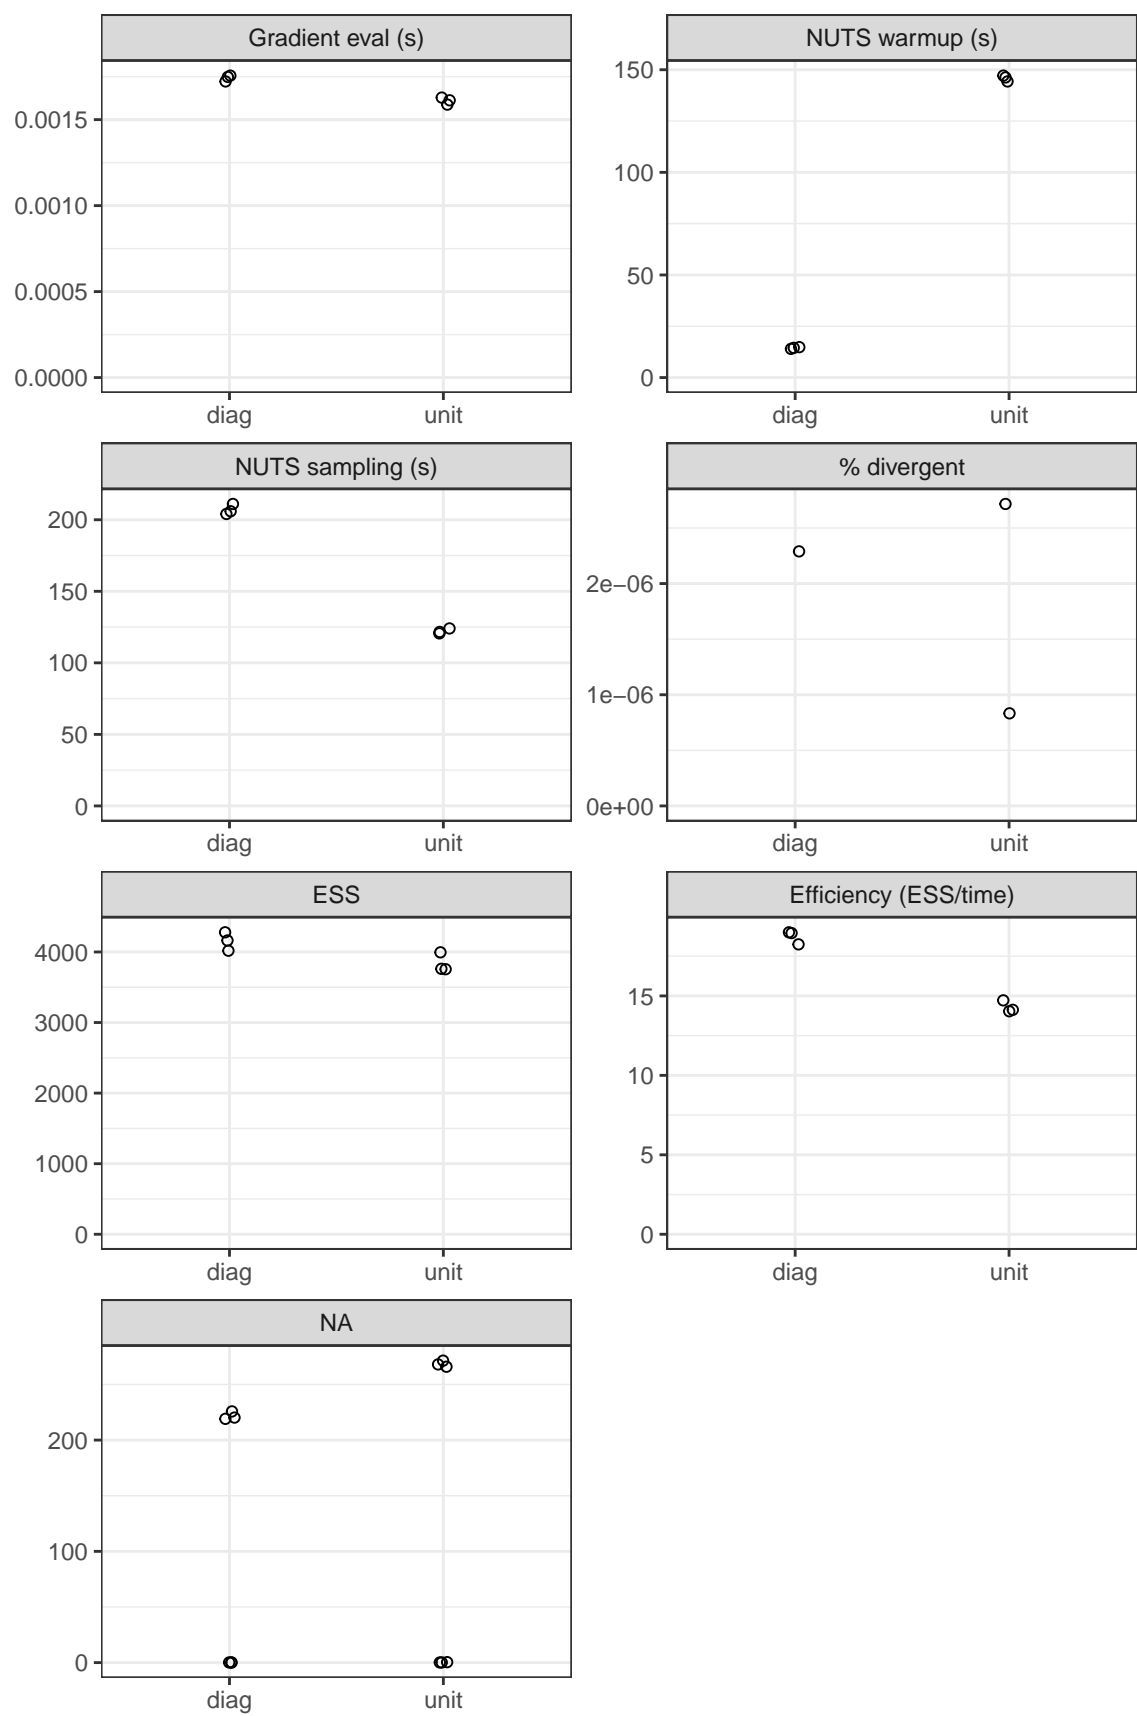 Gradient eval (s)
0.0015
0.0010
0.0005
0.0000
diag unit
NUTS warmup (s)
150
100
50
0
diag unit
NUTS sampling (s)
200
150
100
50
0
diag unit
% divergent
2e−06
1e−06
0e+00
diag unit
ESS
4000
3000
2000
1000
0
diag unit
Efficiency (ESS/time)
15
10
5
0
diag unit
NA
200
100
0
diag unit